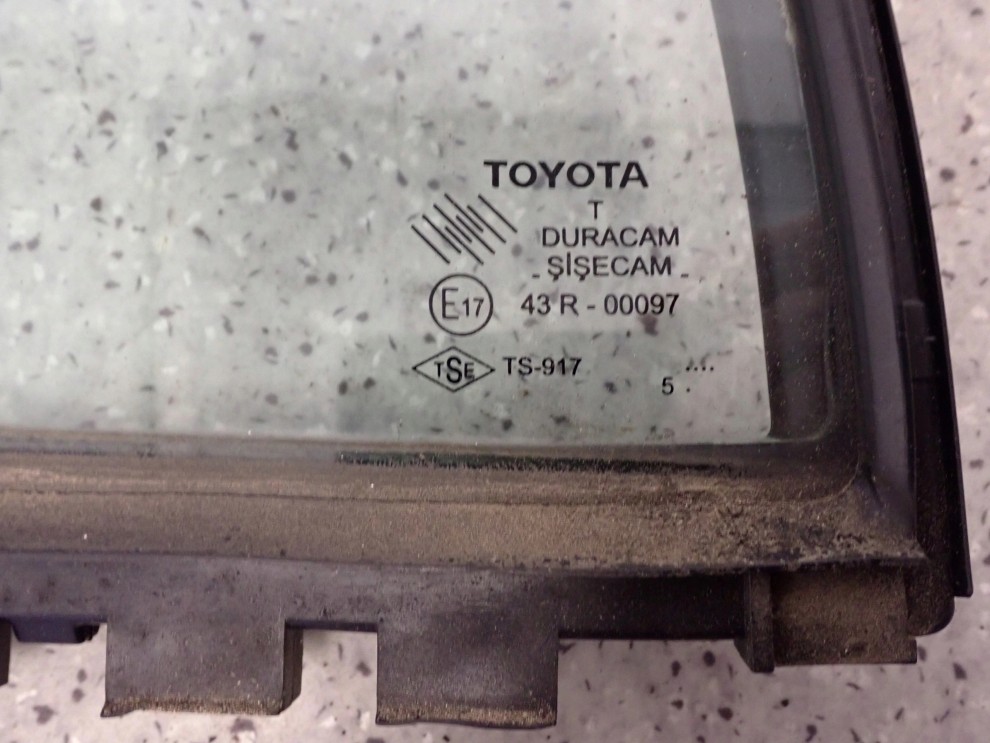 TOYOTA
T
DURACAM
- ŞİŞECAM -
E17 43 R - 00097
TSE TS-917
....
5 .